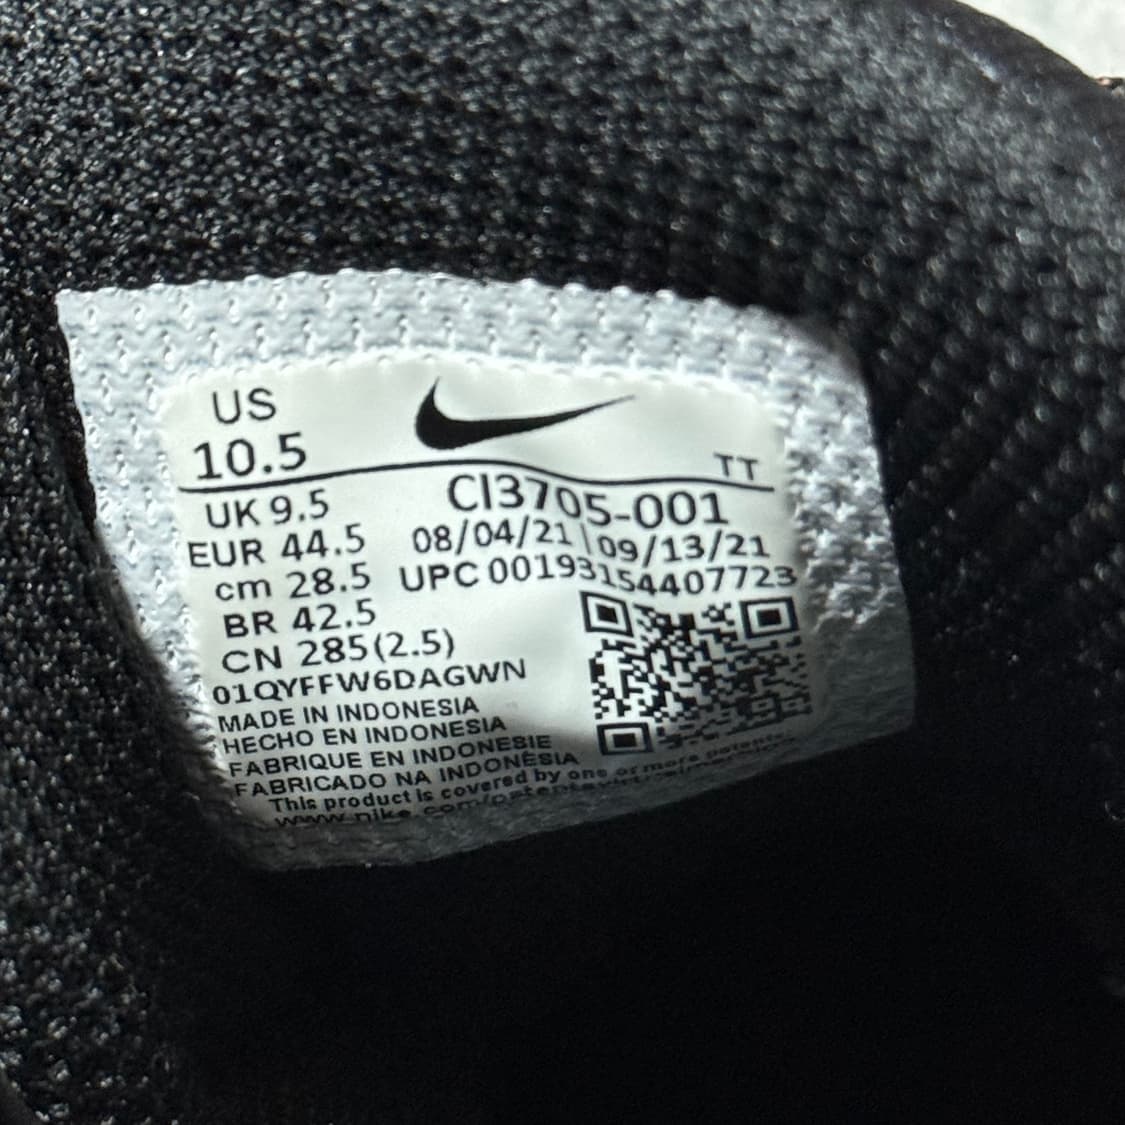 US
10.5
TT
UK 9.5
CI3705-001
EUR 44.5
08/04/21 | 09/13/21
cm 28.5
UPC 00193154407723
BR 42.5
CN 285(2.5)
01QYFFW6DAGWN
MADE IN INDONESIA
HECHO EN INDONESIA
FABRIQUE EN INDONESIE
FABRICADO NA INDONÉSIA
This product is covered by one or more patents.